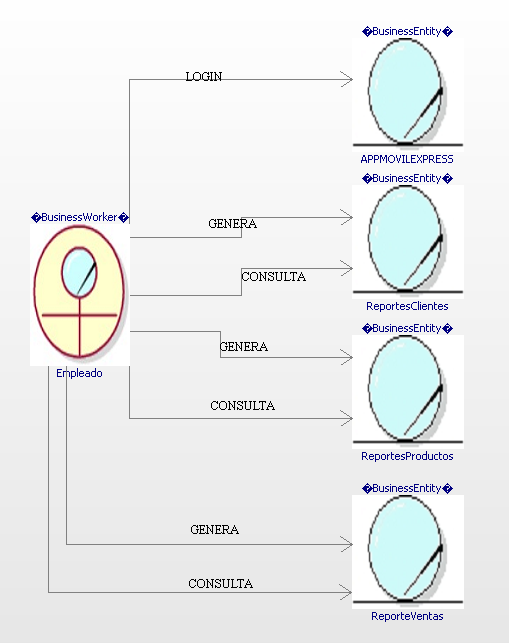 �BusinessEntity�
LOGIN
APPMOVILEXPRESS
�BusinessEntity�
�BusinessWorker�
GENERA
CONSULTA
ReportesClientes
�BusinessEntity�
GENERA
Empleado
CONSULTA
ReportesProductos
�BusinessEntity�
GENERA
CONSULTA
ReporteVentas